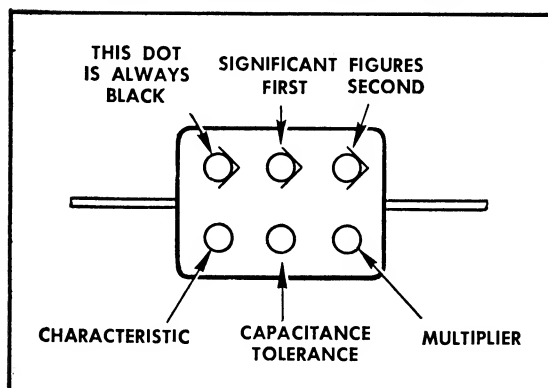 THIS DOT
IS ALWAYS
BLACK
SIGNIFICANT FIGURES
FIRST SECOND
CHARACTERISTIC
CAPACITANCE
TOLERANCE
MULTIPLIER